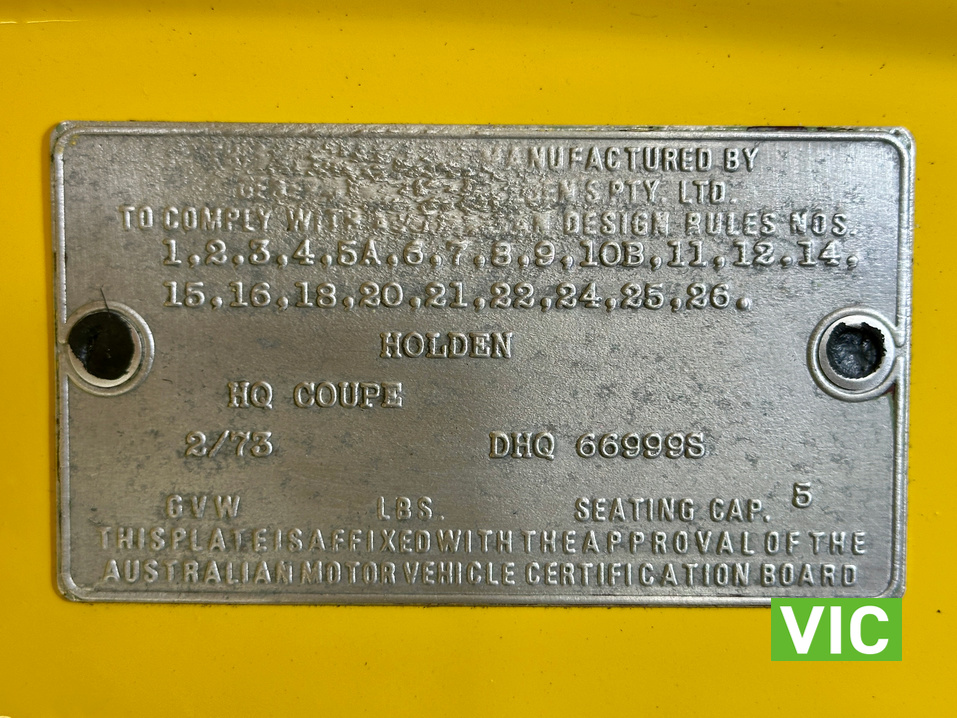 MANUFACTURED BY
PTY. LTD.
TO COMPLY WITH DESIGN RULES NOS.
1,2,3,4,5A,6,7,8,9,10B,11,12,14,
15,16,18,20,21,22,24,25,26.
HOLDEN
HQ COUPE
2/73 DHQ 66999S
GVW LBS. SEATING CAP. 5
THIS PLATE IS AFFIXED WITH THE APPROVAL OF THE
AUSTRALIAN MOTOR VEHICLE CERTIFICATION BOARD
VIC